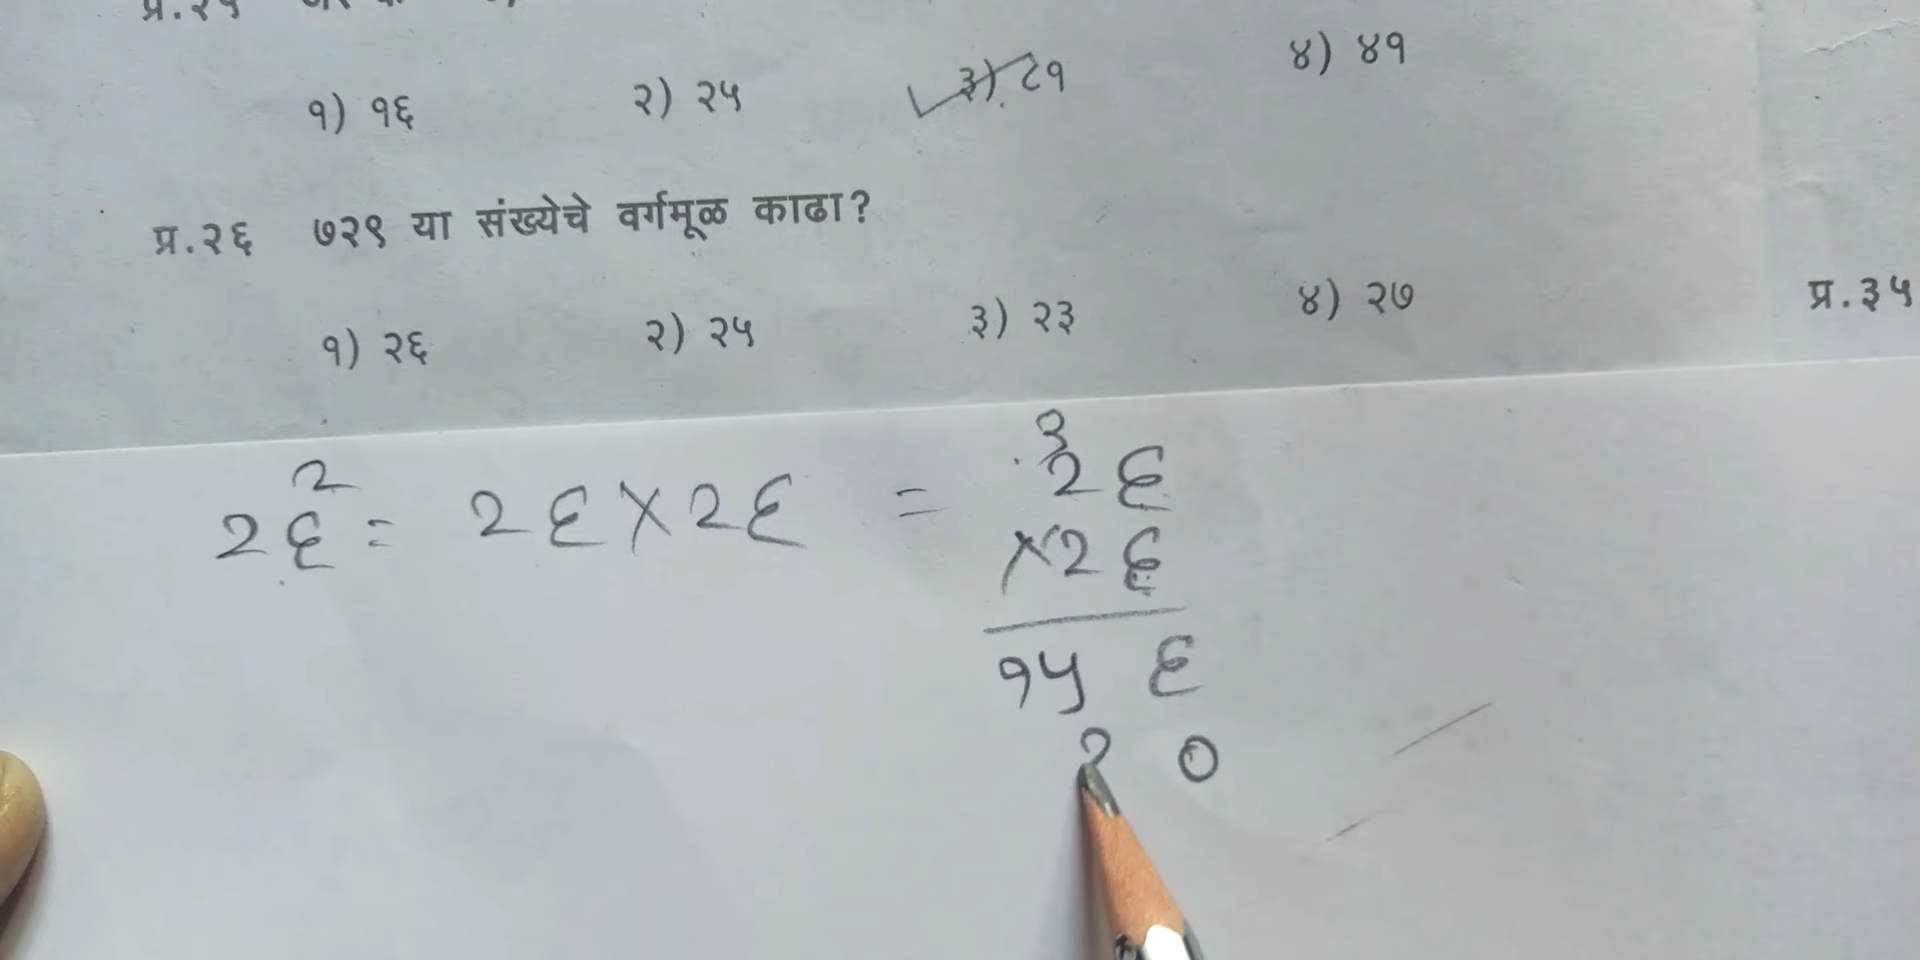 १) १६ २) २५ ३) ८१ ४) ४१
प्र.२६ ७२९ या संख्येचे वर्गमूळ काढा?
१) २६ २) २५ ३) २३ ४) २७
प्र.३५
२६² = २६×२६ =
३
२६
×२६
१५६
२०